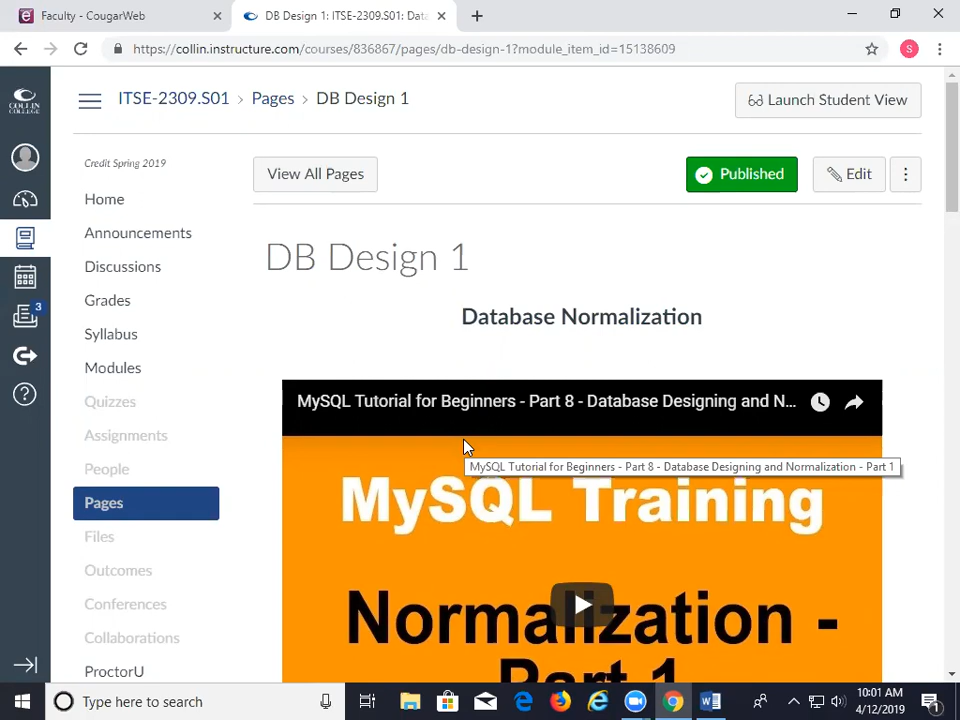 Faculty - CougarWeb
DB Design 1: ITSE-2309.S01: Data
https://collin.instructure.com/courses/836867/pages/db-design-1?module_item_id=15138609
S
COLLIN
COLLEGE
3
ITSE-2309.S01 > Pages > DB Design 1
Launch Student View
Credit Spring 2019
Home
Announcements
Discussions
Grades
Syllabus
Modules
Quizzes
Assignments
People
Pages
Files
Outcomes
Conferences
Collaborations
ProctorU
View All Pages
Published
Edit
DB Design 1
Database Normalization
MySQL Tutorial for Beginners - Part 8 - Database Designing and N...
MySQL Tutorial for Beginners - Part 8 - Database Designing and Normalization - Part 1
MySQL Training
Normalization -
Part 1
Type here to search
10:01 AM
4/12/2019
1